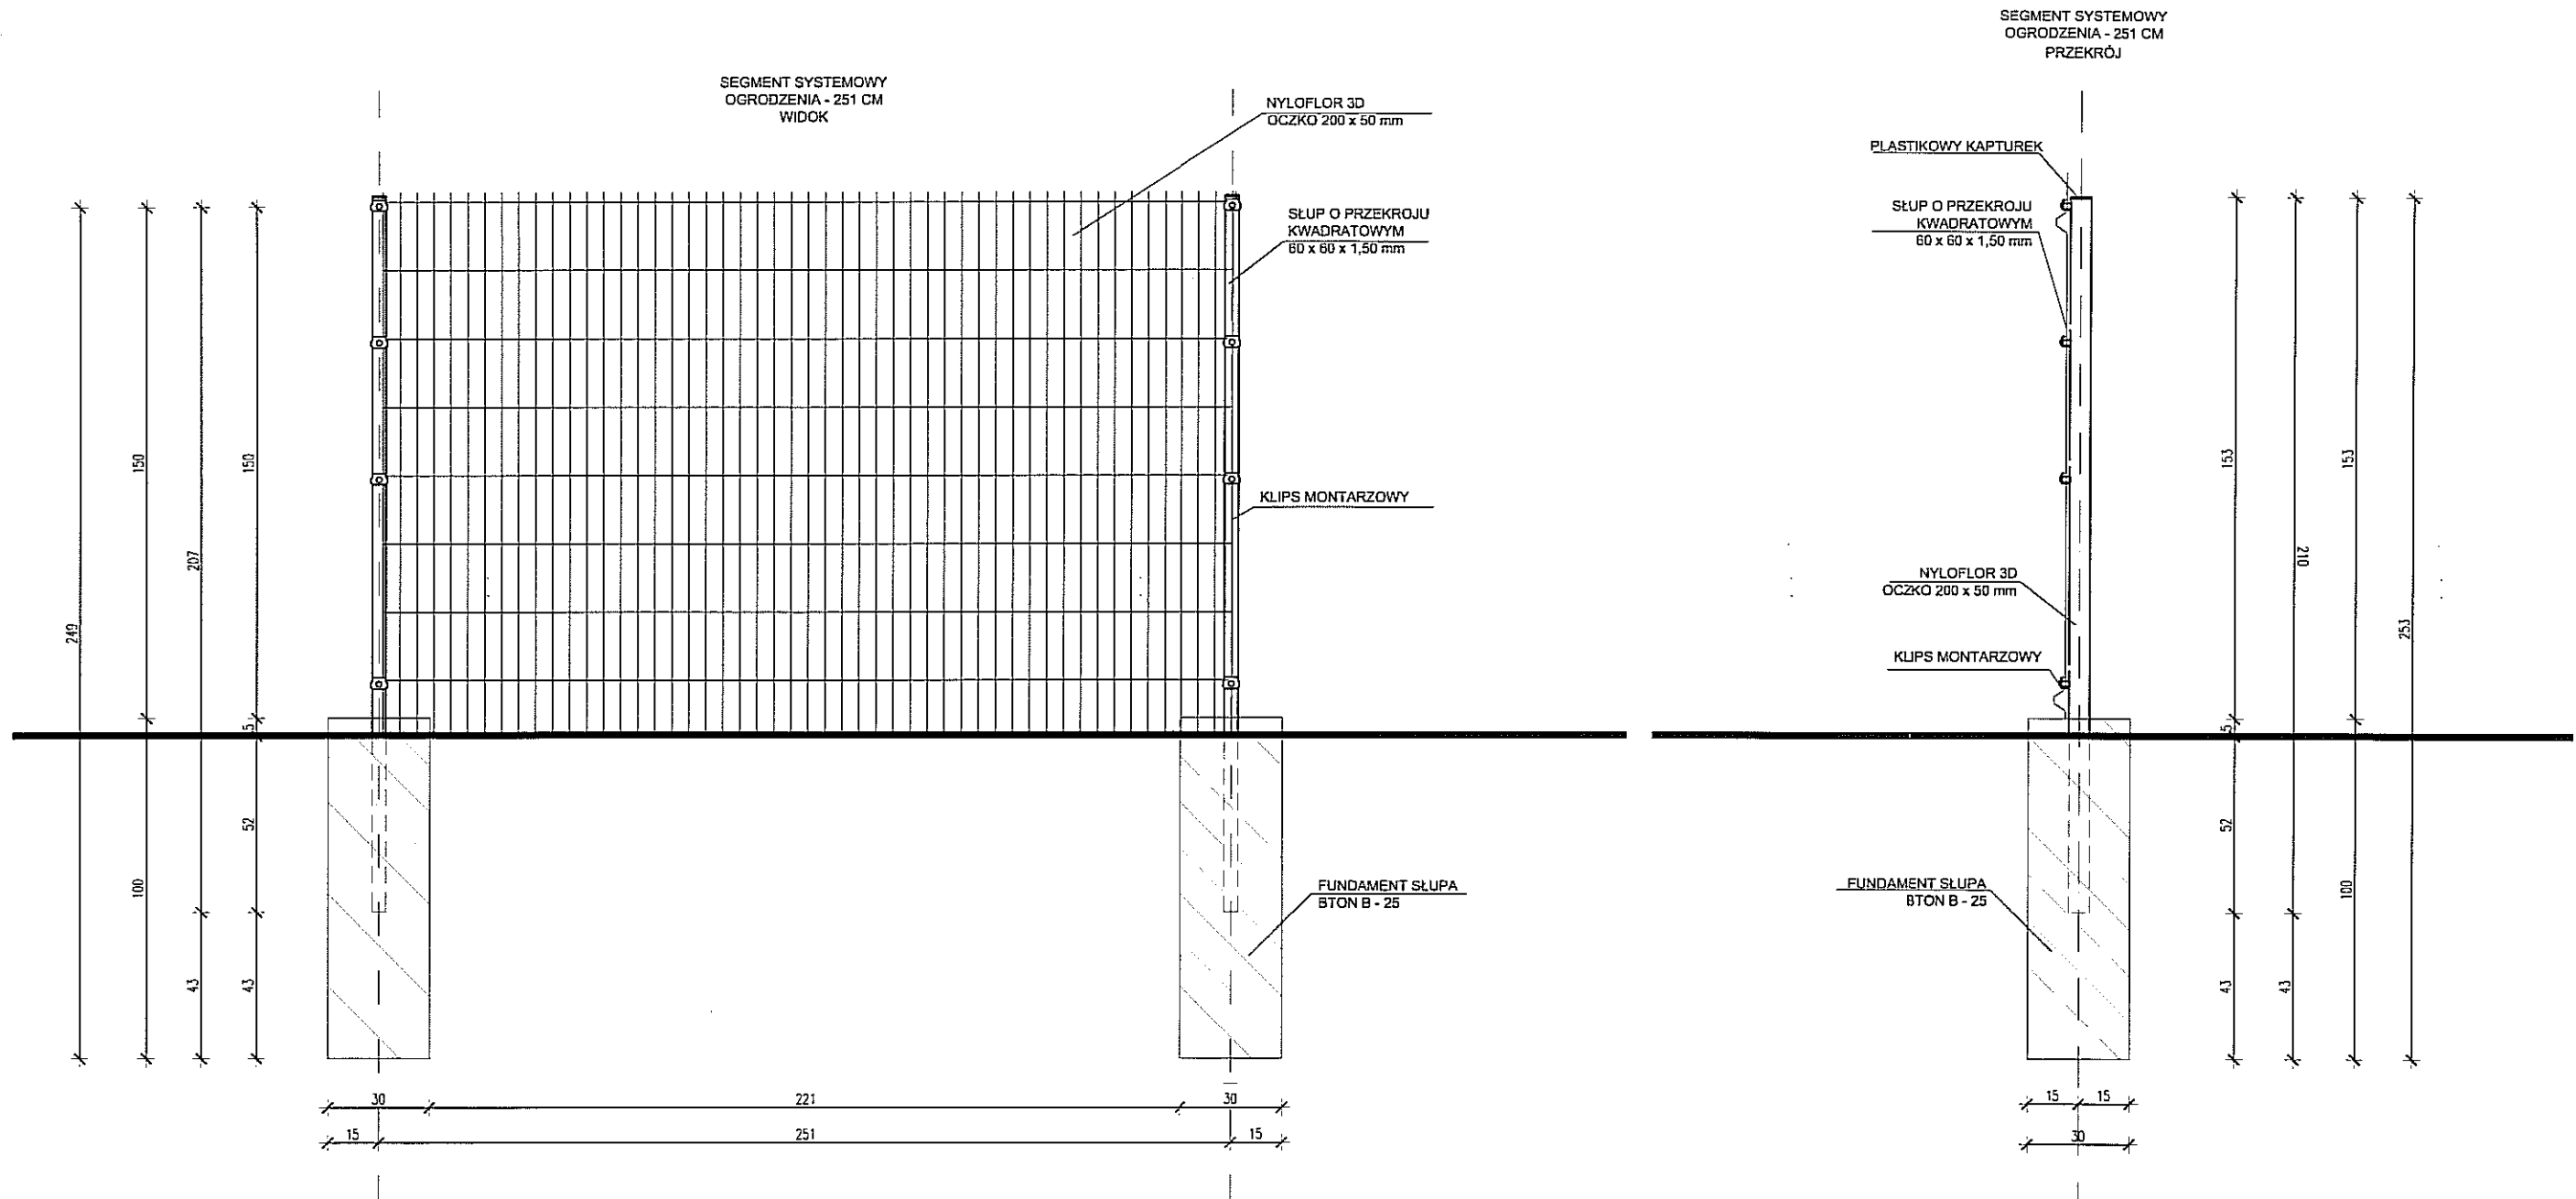 SEGMENT SYSTEMOWY
OGRODZENIA - 251 CM
WIDOK
NYLOFLOR 3D
OCZKO 200 x 50 mm
SŁUP O PRZEKROJU
KWADRATOWYM
60 x 60 x 1,50 mm
KLIPS MONTARZOWY
FUNDAMENT SŁUPA
BTON B - 25
249
150
100
207
43
150
5
52
43
30
221
30
15
251
15
SEGMENT SYSTEMOWY
OGRODZENIA - 251 CM
PRZEKRÓJ
PLASTIKOWY KAPTUREK
SŁUP O PRZEKROJU
KWADRATOWYM
60 x 60 x 1,50 mm
NYLOFLOR 3D
OCZKO 200 x 50 mm
KLIPS MONTARZOWY
FUNDAMENT SŁUPA
BTON B - 25
153
5
52
43
210
43
153
100
253
15
15
30